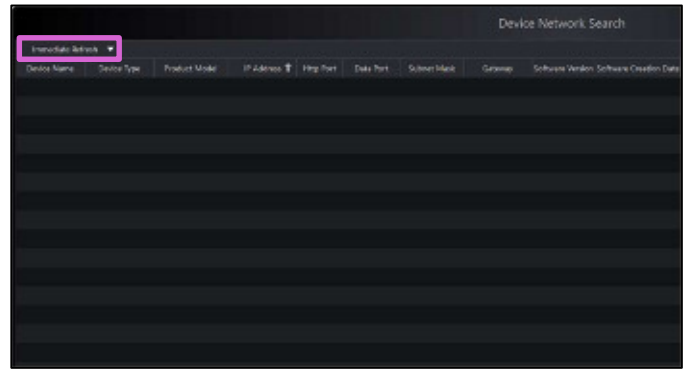 Device Network Search
Immediate Refresh
Device Name Device Type Product Model IP Address Http Port Data Port Subnet Mask Gateway Software Version Software Creation Date